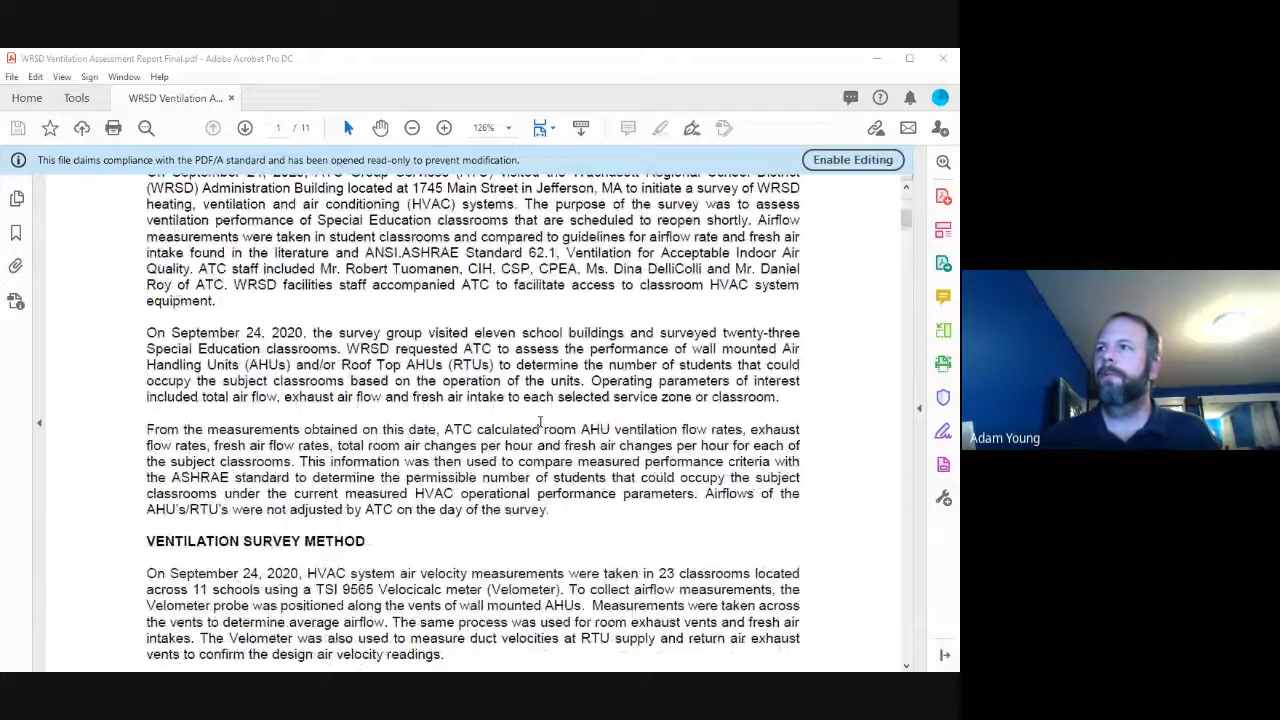 WRSD Ventilation Assessment Report Final.pdf - Adobe Acrobat Pro DC
File Edit View Sign Window Help
Home Tools WRSD Ventilation A... ×
1 / 11 126%
This file claims compliance with the PDF/A standard and has been opened read-only to prevent modification. Enable Editing
On September 24, 2020, ATC Group Services (ATC) visited the Wachusett Regional School District
(WRSD) Administration Building located at 1745 Main Street in Jefferson, MA to initiate a survey of WRSD
heating, ventilation and air conditioning (HVAC) systems. The purpose of the survey was to assess
ventilation performance of Special Education classrooms that are scheduled to reopen shortly. Airflow
measurements were taken in student classrooms and compared to guidelines for airflow rate and fresh air
intake found in the literature and ANSI.ASHRAE Standard 62.1, Ventilation for Acceptable Indoor Air
Quality. ATC staff included Mr. Robert Tuomanen, CIH, CSP, CPEA, Ms. Dina DelliColli and Mr. Daniel
Roy of ATC. WRSD facilities staff accompanied ATC to facilitate access to classroom HVAC system
equipment.
On September 24, 2020, the survey group visited eleven school buildings and surveyed twenty-three
Special Education classrooms. WRSD requested ATC to assess the performance of wall mounted Air
Handling Units (AHUs) and/or Roof Top AHUs (RTUs) to determine the number of students that could
occupy the subject classrooms based on the operation of the units. Operating parameters of interest
included total air flow, exhaust air flow and fresh air intake to each selected service zone or classroom.
From the measurements obtained on this date, ATC calculated room AHU ventilation flow rates, exhaust
flow rates, fresh air flow rates, total room air changes per hour and fresh air changes per hour for each of
the subject classrooms. This information was then used to compare measured performance criteria with
the ASHRAE standard to determine the permissible number of students that could occupy the subject
classrooms under the current measured HVAC operational performance parameters. Airflows of the
AHU's/RTU's were not adjusted by ATC on the day of the survey.
VENTILATION SURVEY METHOD
On September 24, 2020, HVAC system air velocity measurements were taken in 23 classrooms located
across 11 schools using a TSI 9565 Velocicalc meter (Velometer). To collect airflow measurements, the
Velometer probe was positioned along the vents of wall mounted AHUs. Measurements were taken across
the vents to determine average airflow. The same process was used for room exhaust vents and fresh air
intakes. The Velometer was also used to measure duct velocities at RTU supply and return air exhaust
vents to confirm the design air velocity readings.
Adam Young